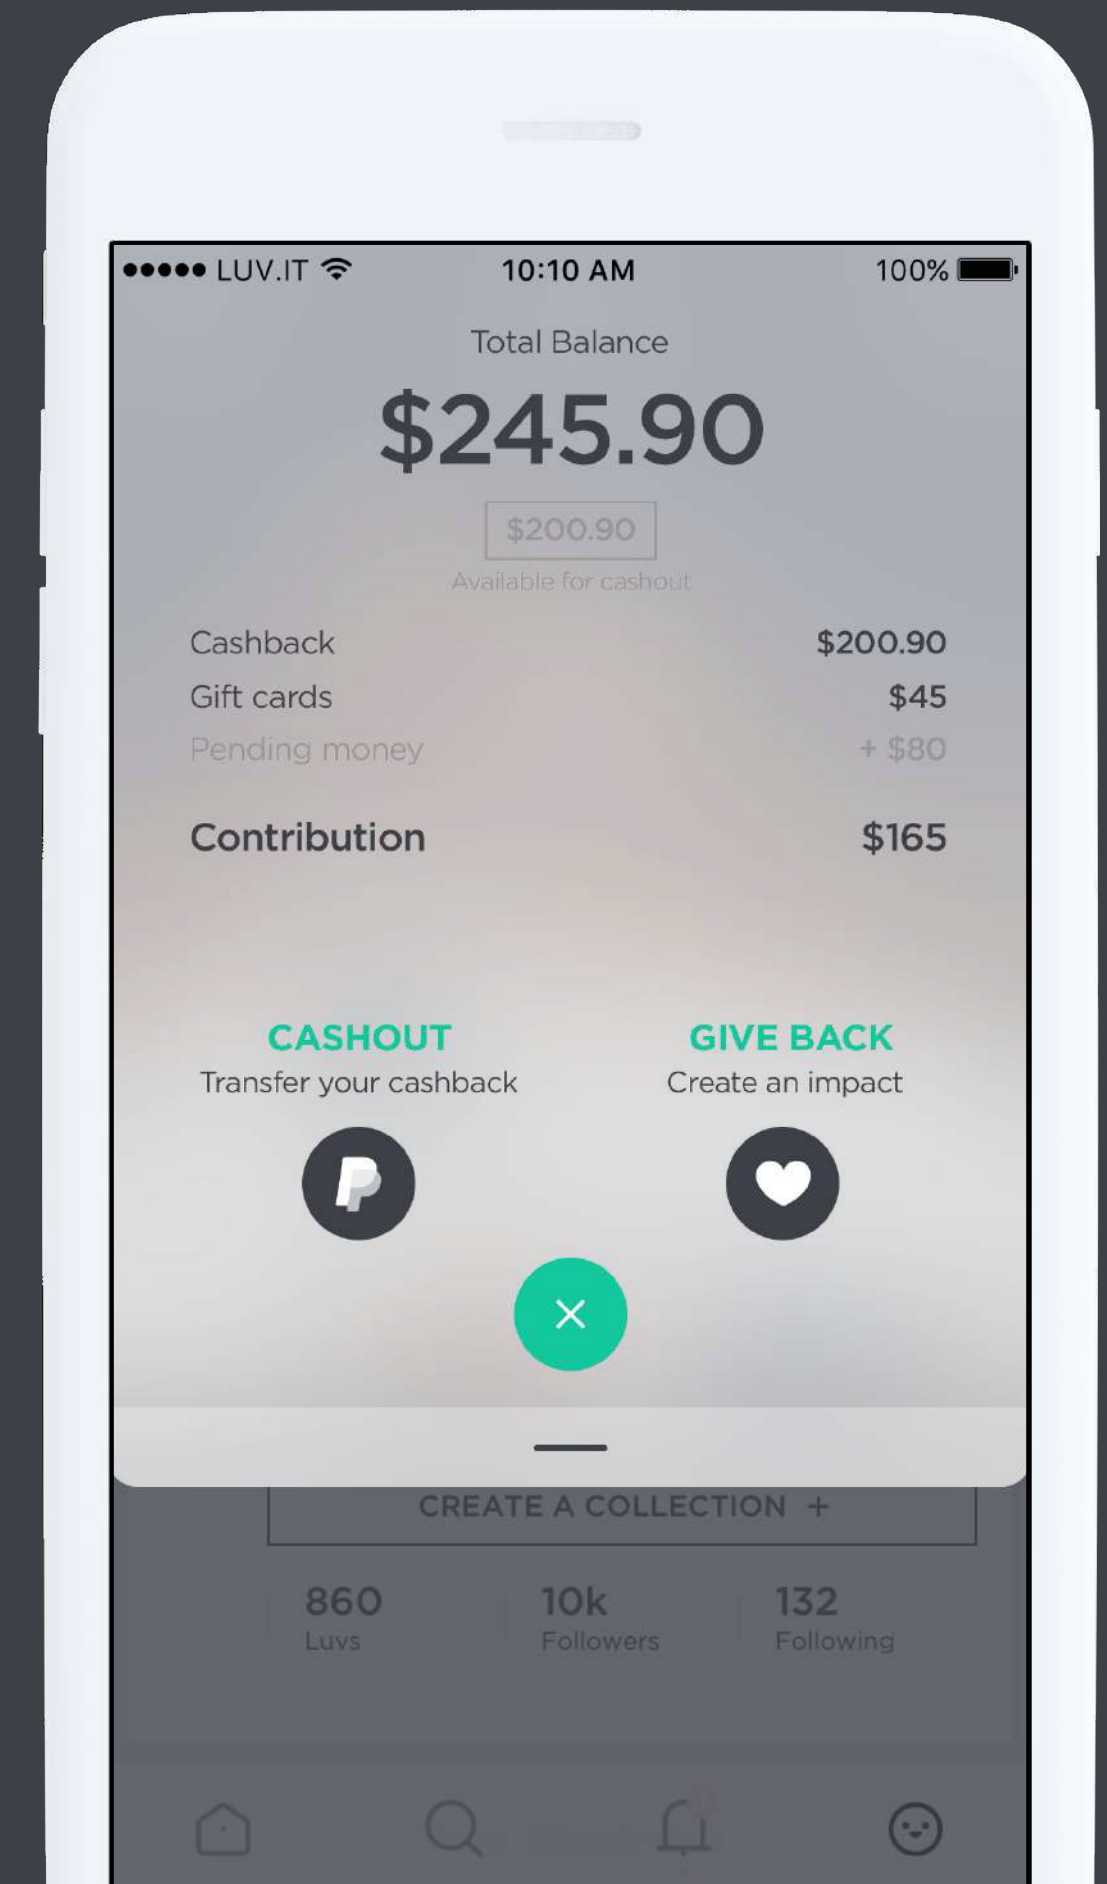 LUV.IT 10:10 AM 100%
Total Balance
$245.90
$200.90
Available for cashout
Cashback $200.90
Gift cards $45
Pending money + $80
Contribution $165
CASHOUT GIVE BACK
Transfer your cashback Create an impact
CREATE A COLLECTION +
860 10k 132
Luvs Followers Following